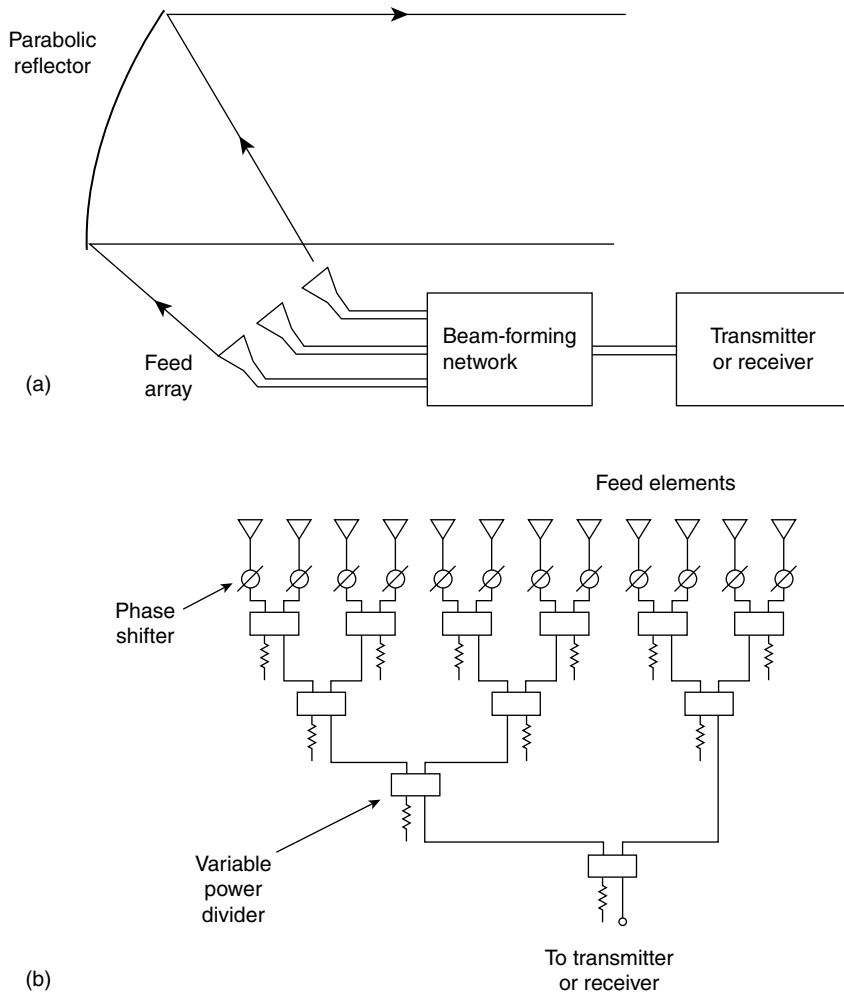 Parabolic
reflector
Beam-forming
network
Transmitter
or receiver
Feed
array
(a)
Feed elements
Phase
shifter
Variable
power
divider
To transmitter
or receiver
(b)